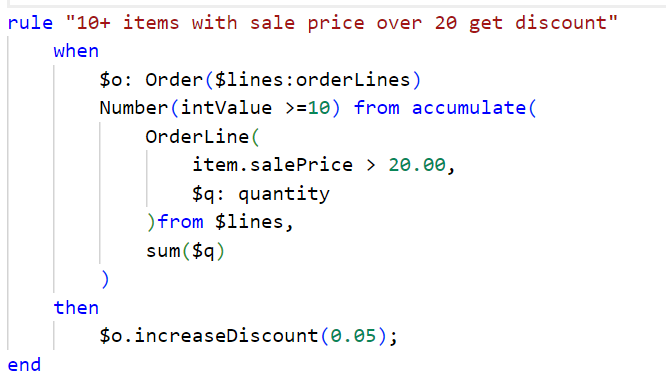 rule "10+ items with sale price over 20 get discount"
    when
        $o: Order($lines:orderLines)
        Number(intValue >=10) from accumulate(
            OrderLine(
                item.salePrice > 20.00,
                $q: quantity
            )from $lines,
            sum($q)
        )
    then
        $o.increaseDiscount(0.05);
end